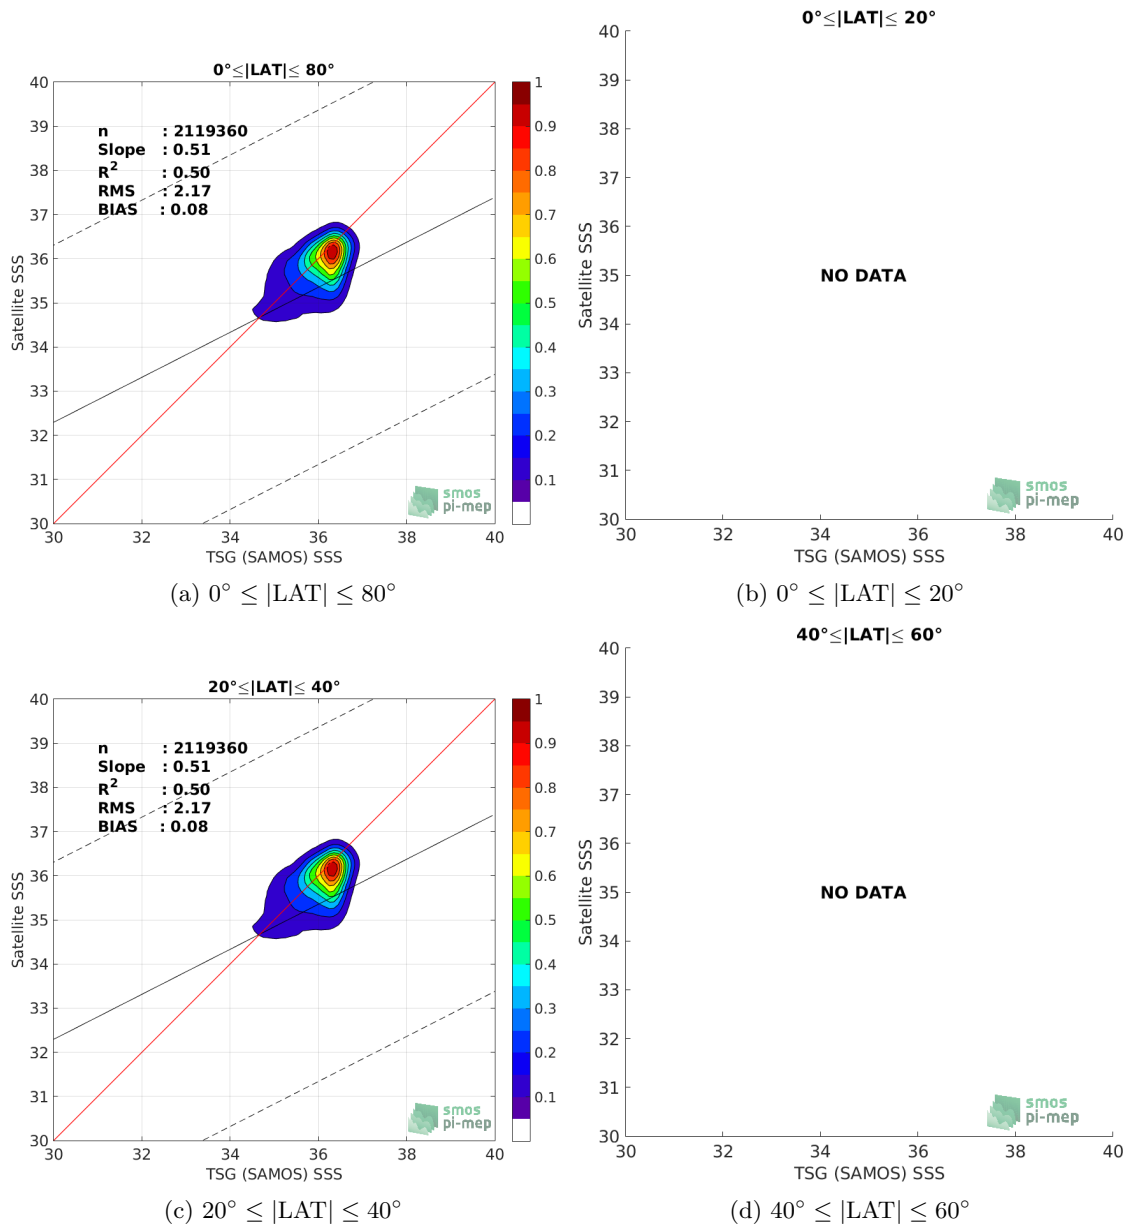 0°≤|LAT|≤ 80°
40
39
38
37
36
35
34
33
32
31
30
Satellite SSS
n : 2119360
Slope : 0.51
R2 : 0.50
RMS : 2.17
BIAS : 0.08
smos
pi-mep
30 32 34 36 38 40
TSG (SAMOS) SSS
1
0.9
0.8
0.7
0.6
0.5
0.4
0.3
0.2
0.1
(a) 0° ≤ |LAT| ≤ 80°
0°≤|LAT|≤ 20°
40
39
38
37
36
35
34
33
32
31
30
Satellite SSS
NO DATA
smos
pi-mep
30 32 34 36 38 40
TSG (SAMOS) SSS
(b) 0° ≤ |LAT| ≤ 20°
20°≤|LAT|≤ 40°
40
39
38
37
36
35
34
33
32
31
30
Satellite SSS
n : 2119360
Slope : 0.51
R2 : 0.50
RMS : 2.17
BIAS : 0.08
smos
pi-mep
30 32 34 36 38 40
TSG (SAMOS) SSS
1
0.9
0.8
0.7
0.6
0.5
0.4
0.3
0.2
0.1
(c) 20° ≤ |LAT| ≤ 40°
40°≤|LAT|≤ 60°
40
39
38
37
36
35
34
33
32
31
30
Satellite SSS
NO DATA
smos
pi-mep
30 32 34 36 38 40
TSG (SAMOS) SSS
(d) 40° ≤ |LAT| ≤ 60°